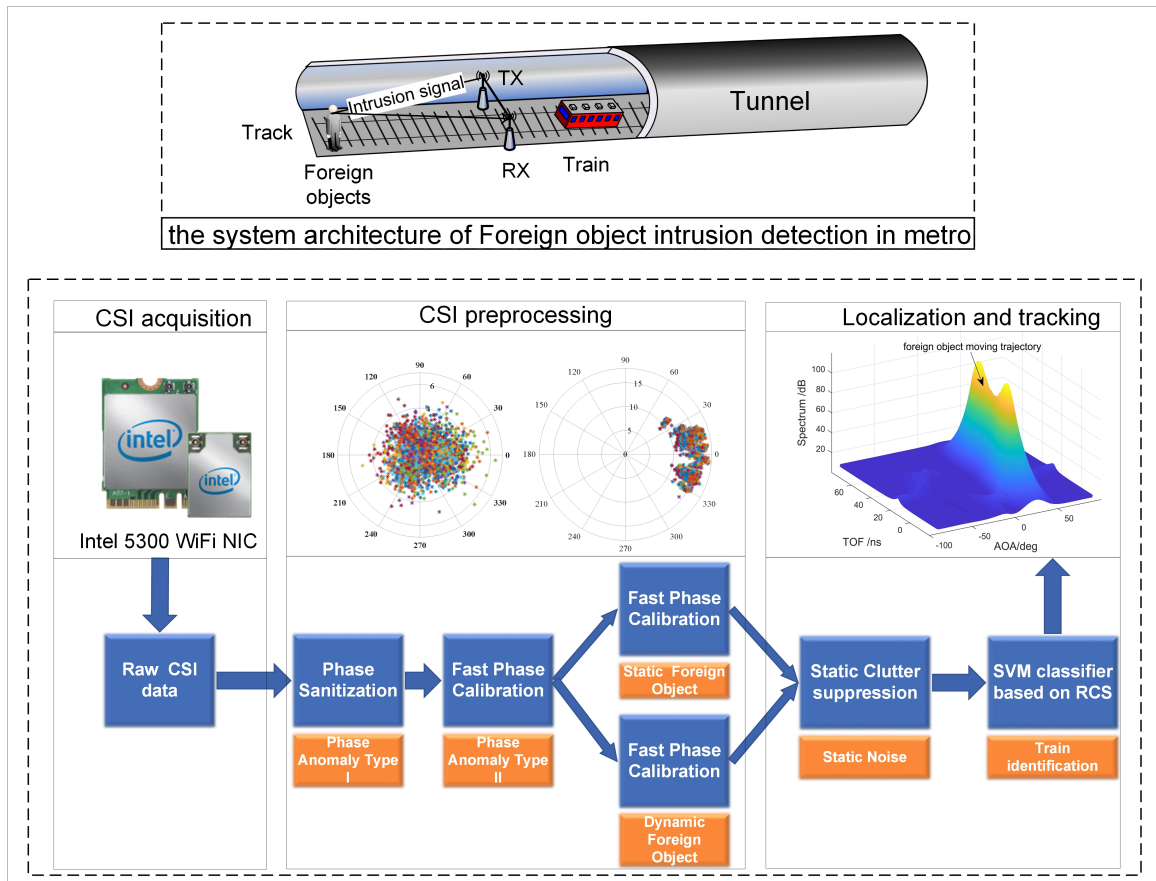 TX
Intrusion signal
Tunnel
Track
RX
Train
Foreign
objects
the system architecture of Foreign object intrusion detection in metro
CSI acquisition
CSI preprocessing
Localization and tracking
intel
intel
Intel 5300 WiFi NIC
90
120
60
6
150
30
180
0
210
330
240
300
270
90
120
60
15
150
10
30
5
180
0
0
210
330
240
300
270
foreign object moving trajectory
Spectrum /dB
100
80
60
40
20
60
40
20
0
TOF /ns
-100
-50
0
50
AOA/deg
Raw CSI
data
Phase
Sanitization
Phase
Anomaly Type
I
Fast Phase
Calibration
Phase
Anomaly Type
II
Fast Phase
Calibration
Static Foreign
Object
Fast Phase
Calibration
Dynamic
Foreign
Object
Static Clutter
suppression
Static Noise
SVM classifier
based on RCS
Train
identification